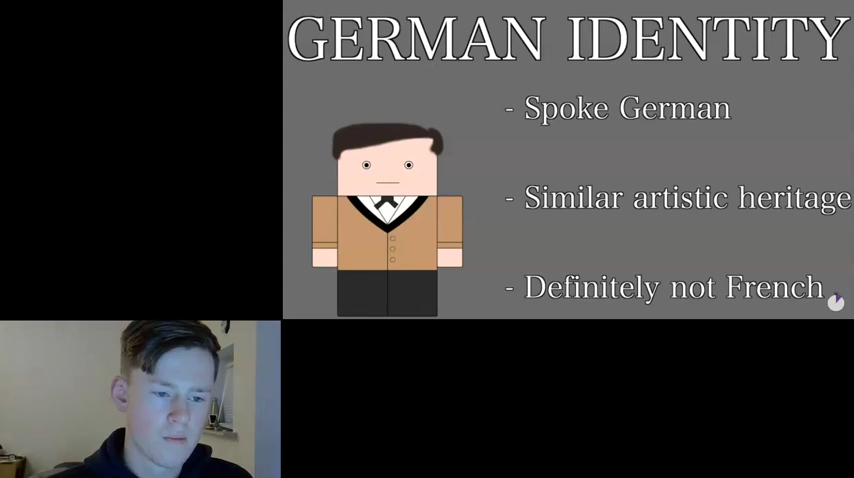 GERMAN IDENTITY
- Spoke German
- Similar artistic heritage
- Definitely not French